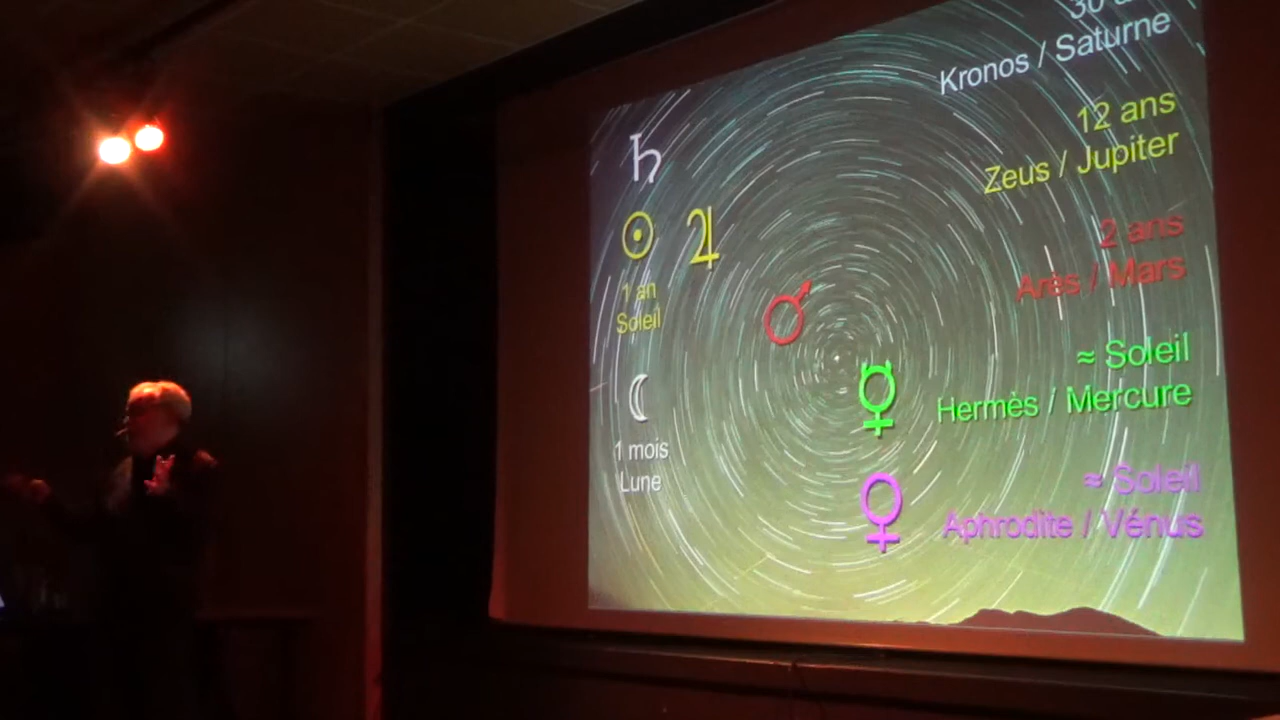 30 a
Kronos / Saturne
12 ans
Zeus / Jupiter
2 ans
Arès / Mars
1 an
Soleil
≈ Soleil
Hermès / Mercure
1 mois
Lune
≈ Soleil
Aphrodite / Vénus